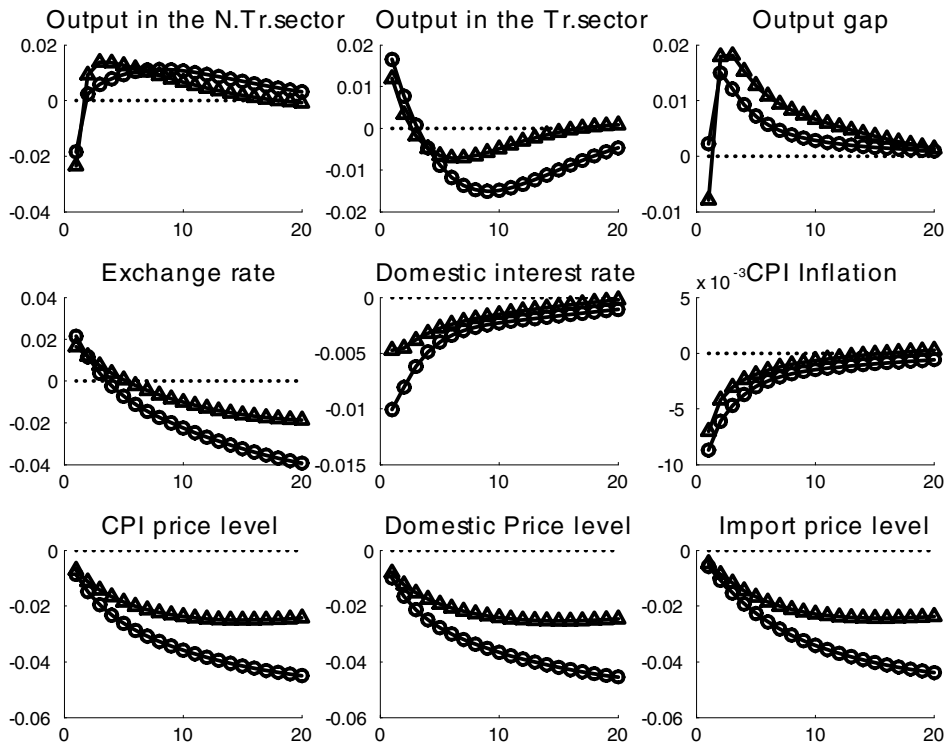 Output in the N.Tr.sector
0.02
0
-0.02
-0.04
0 10 20
Output in the Tr.sector
0.02
0.01
0
-0.01
-0.02
0 10 20
Output gap
0.02
0.01
0
-0.01
0 10 20
Exchange rate
0.04
0.02
0
-0.02
-0.04
0 10 20
Domestic interest rate
0
-0.005
-0.01
-0.015
0 10 20
x 10 -3 CPI Inflation
5
0
-5
-10
0 10 20
CPI price level
0
-0.02
-0.04
-0.06
0 10 20
Domestic Price level
0
-0.02
-0.04
-0.06
0 10 20
Import price level
0
-0.02
-0.04
-0.06
0 10 20